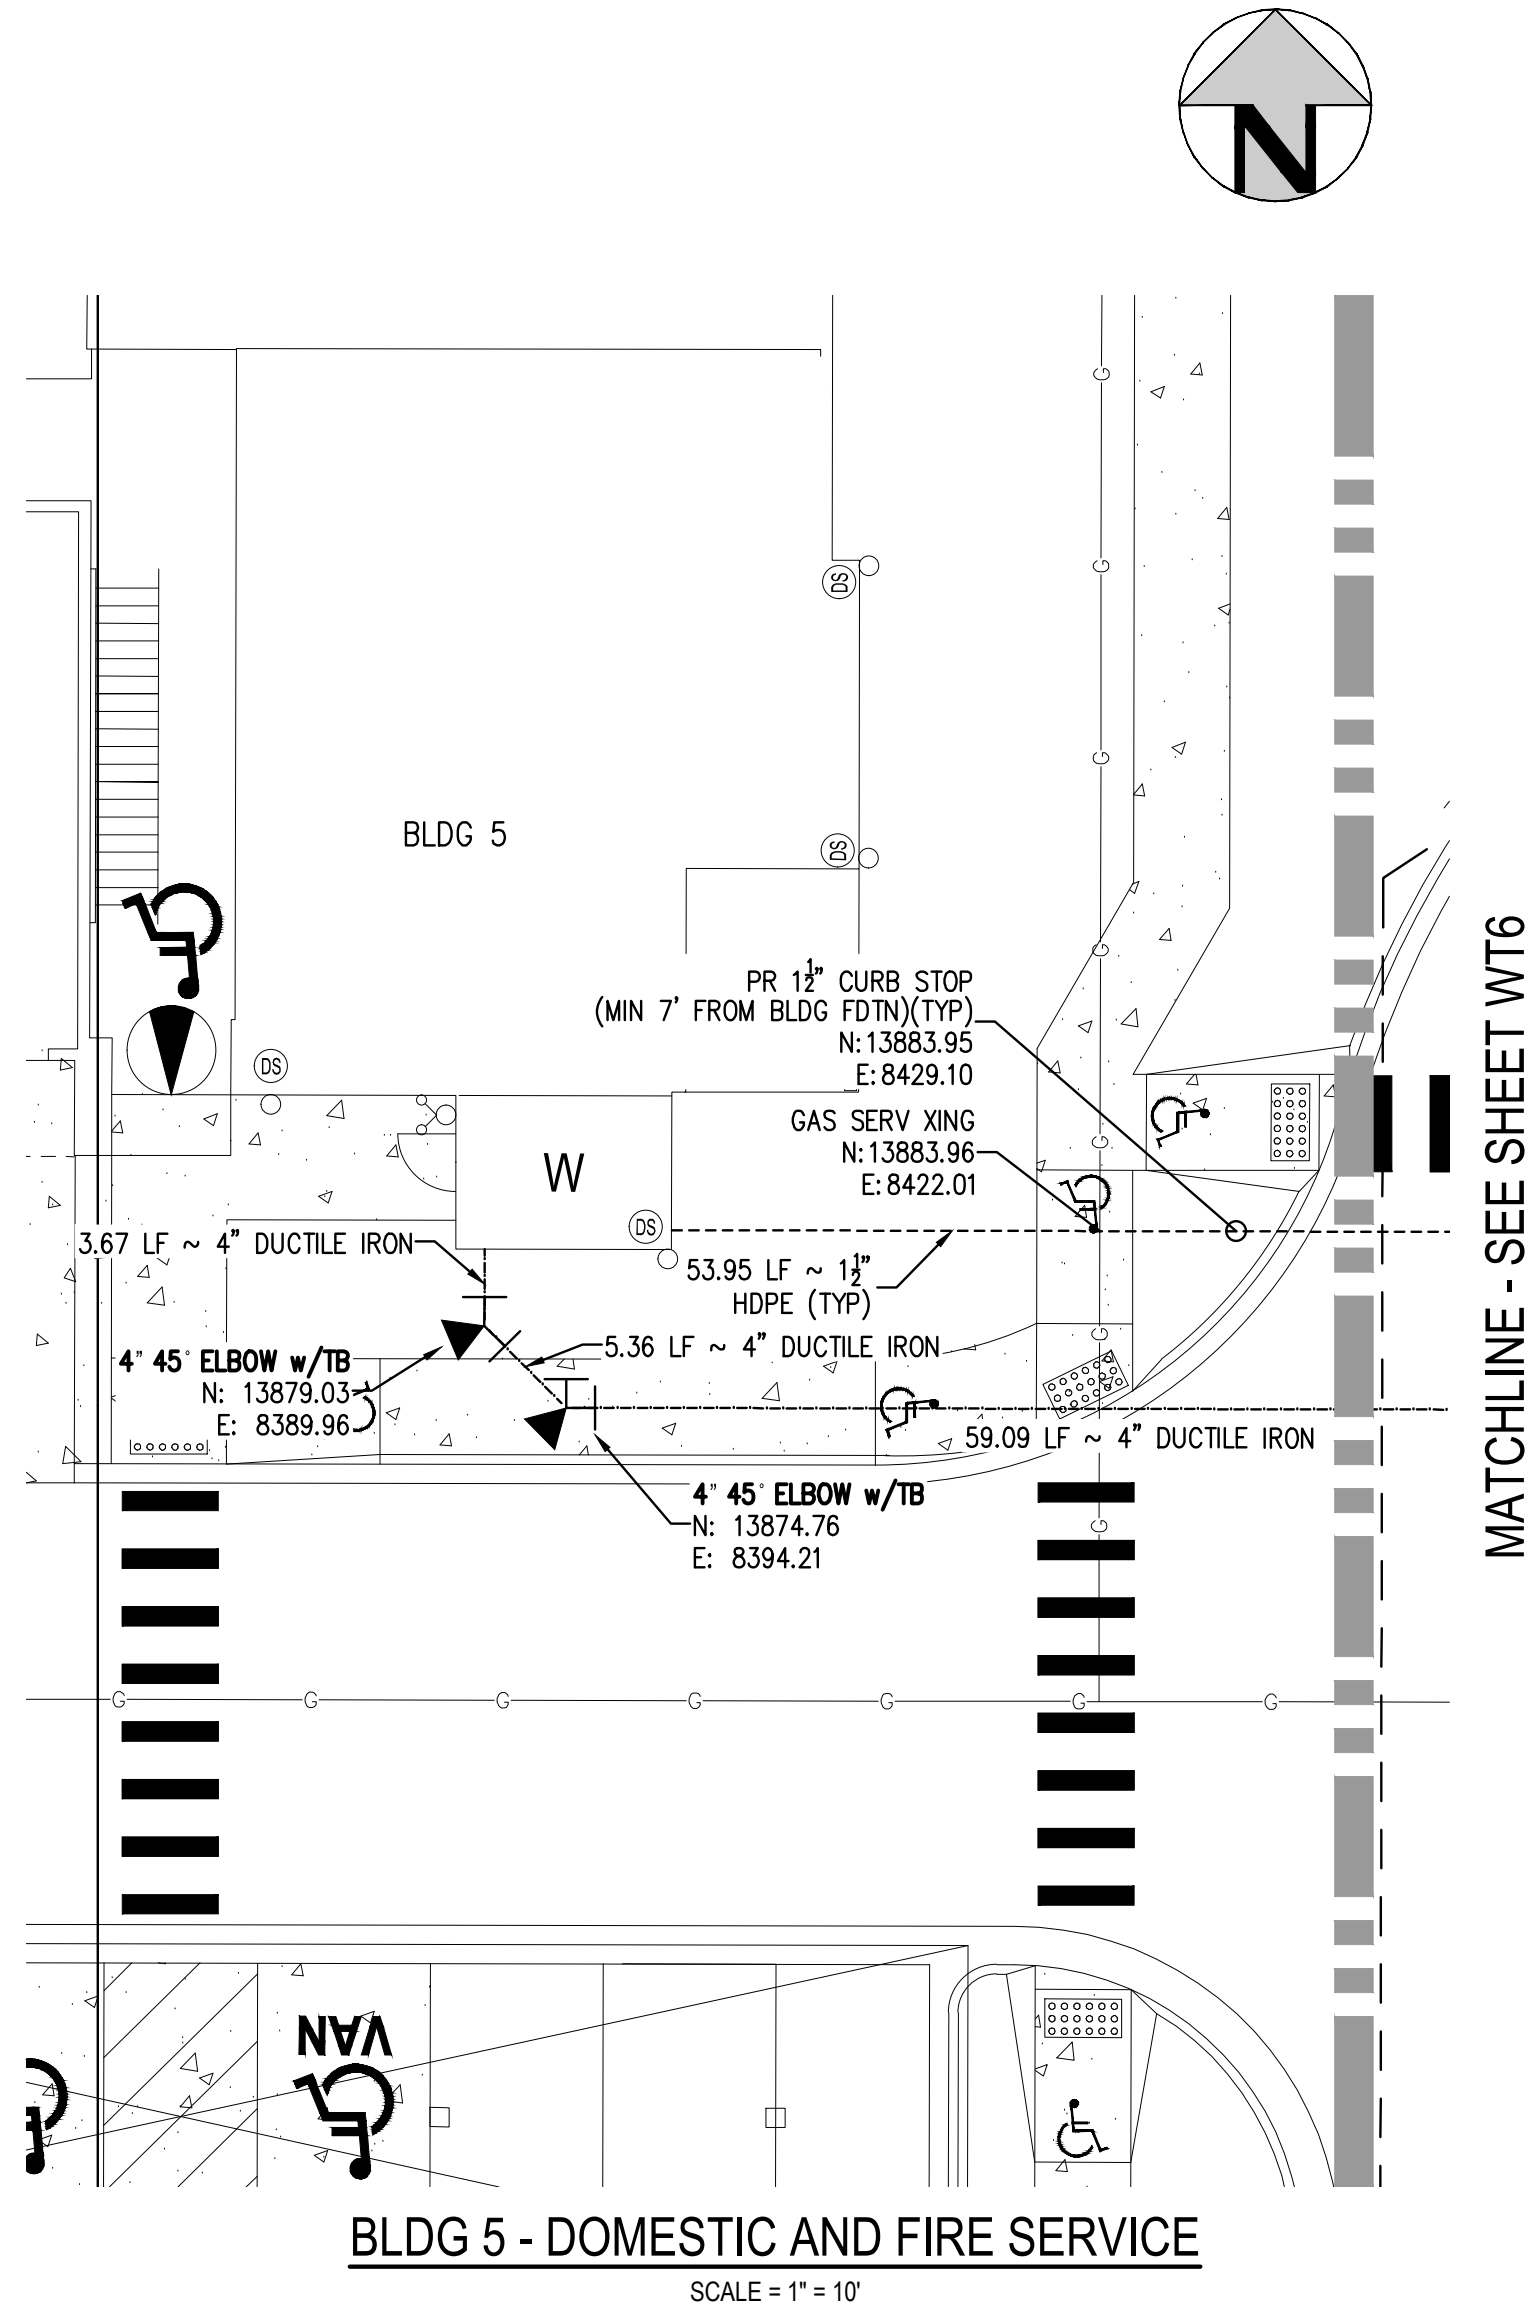 N
BLDG 5
DS
DS
PR 1 1/2" CURB STOP
(MIN 7' FROM BLDG FDTN)(TYP)
N:13883.95
E:8429.10
GAS SERV XING
N:13883.96
E:8422.01
DS
W
DS
3.67 LF ~ 4" DUCTILE IRON
53.95 LF ~ 1 1/2"
HDPE (TYP)
5.36 LF ~ 4" DUCTILE IRON
4" 45° ELBOW w/TB
N: 13879.03
E: 8389.96
59.09 LF ~ 4" DUCTILE IRON
4" 45° ELBOW w/TB
N: 13874.76
E: 8394.21
G
G
G
G
G
G
G
G
G
G
G
G
G
G
VAN
MATCHLINE - SEE SHEET WT6
BLDG 5 - DOMESTIC AND FIRE SERVICE
SCALE = 1" = 10'